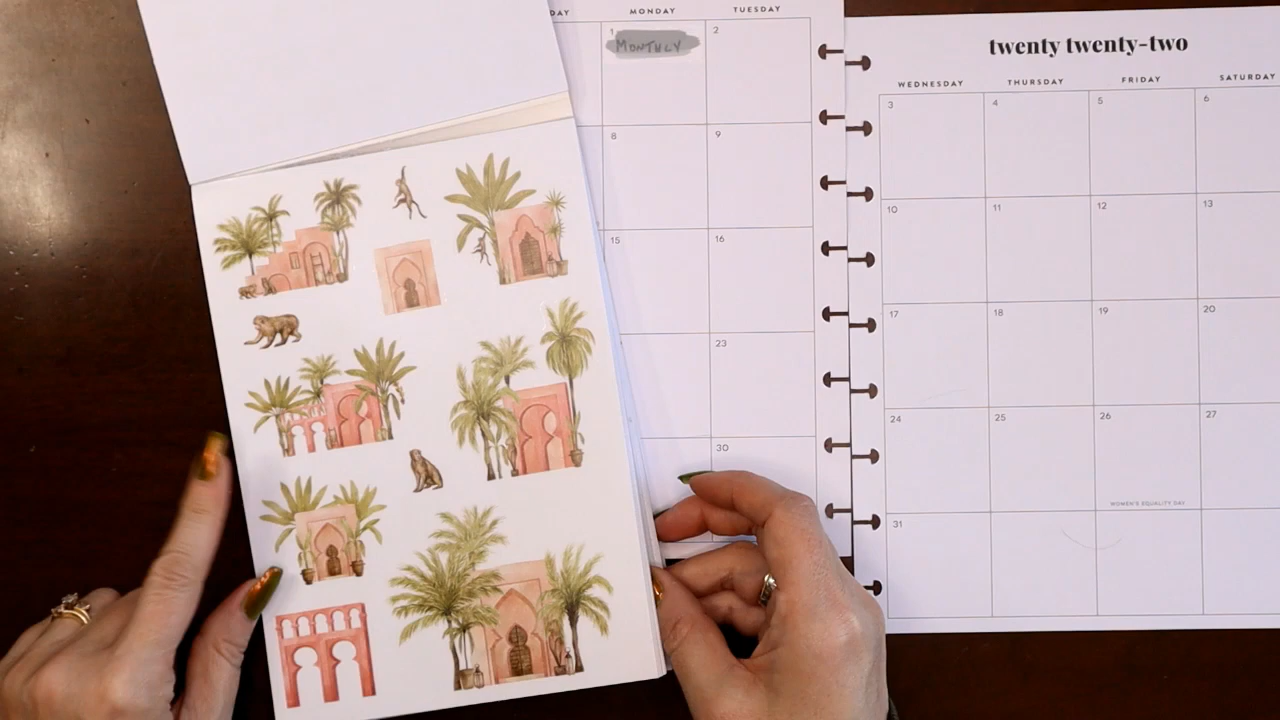 DAY MONDAY TUESDAY
1 MONTHLY 2
8 9
15 16
23
30
twenty twenty-two
WEDNESDAY THURSDAY FRIDAY SATURDAY
3 4 5 6
10 11 12 13
17 18 19 20
24 25 26 27
WOMEN'S EQUALITY DAY
31